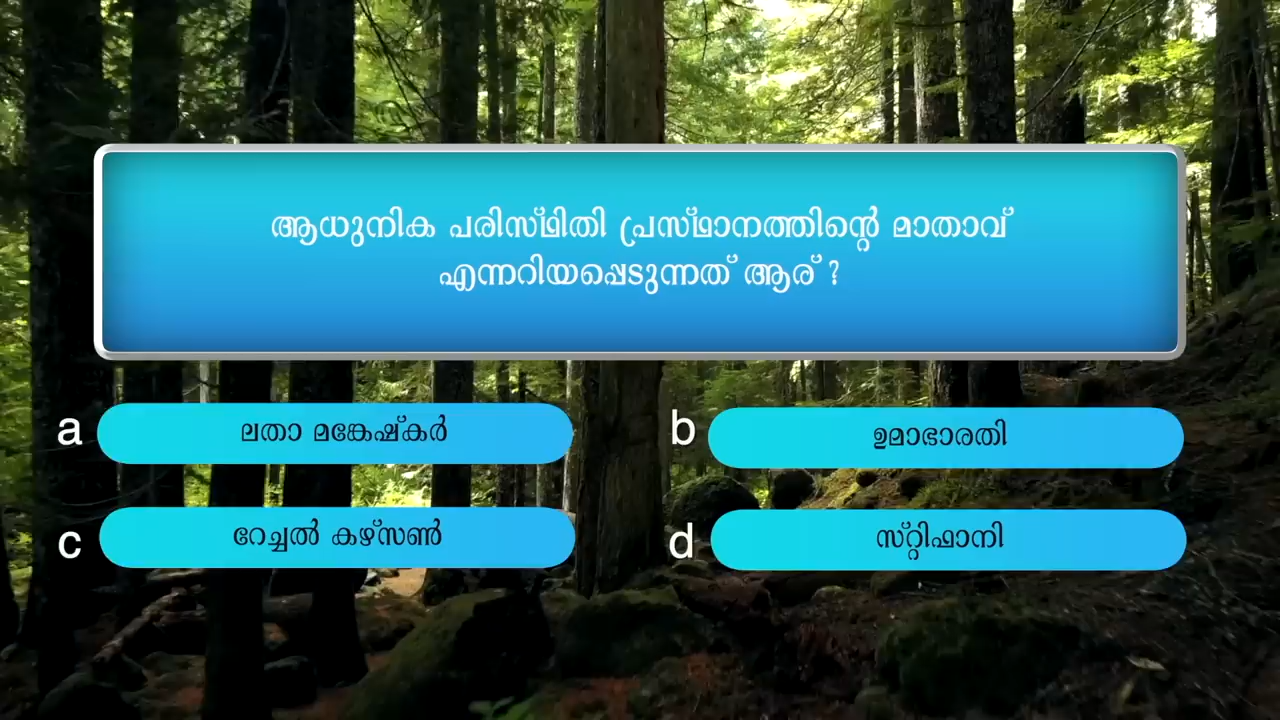 ആധുനിക പരിസ്ഥിതി പ്രസ്ഥാനത്തിന്റെ മാതാവ്
എന്നറിയപ്പെടുന്നത് ആര് ?
a ലതാ മങ്കേഷ്കർ
b ഉമാഭാരതി
c റേച്ചൽ കഴ്സൺ
d സ്റ്റിഫാനി